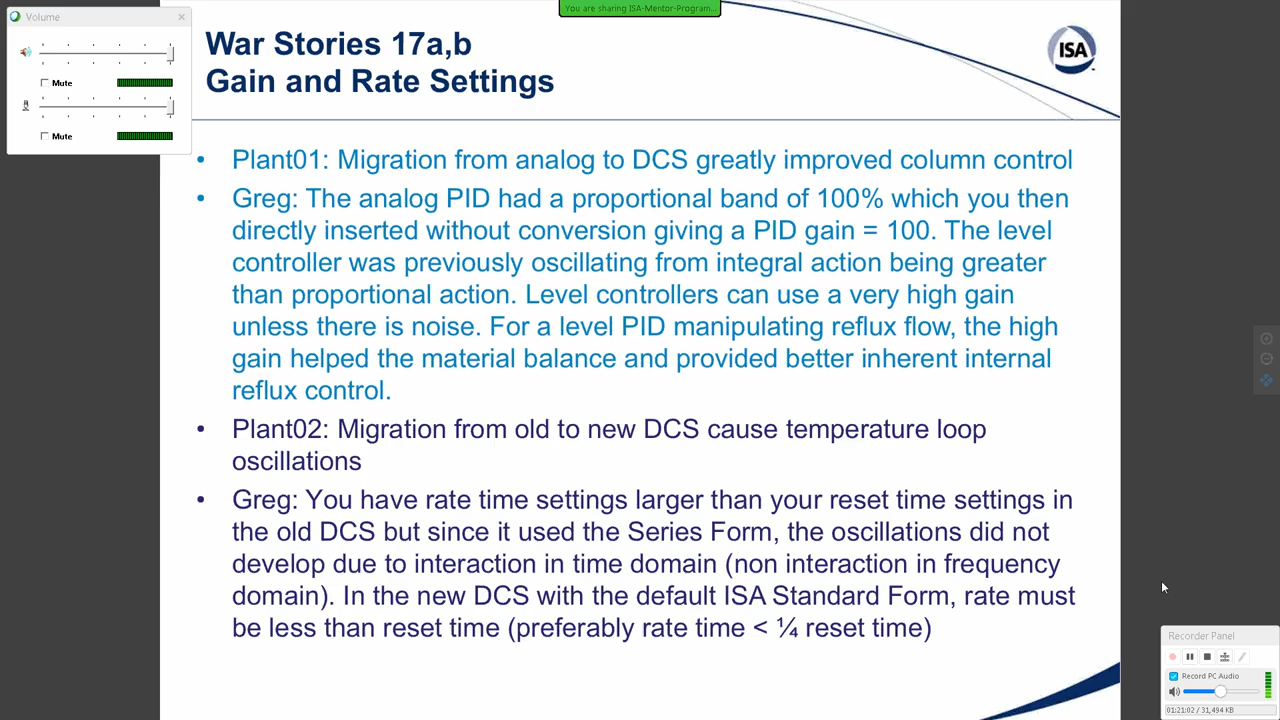 Volume
Mute
Mute
You are sharing ISA-Mentor-Program...
War Stories 17a,b
Gain and Rate Settings
ISA
• Plant01: Migration from analog to DCS greatly improved column control
• Greg: The analog PID had a proportional band of 100% which you then
directly inserted without conversion giving a PID gain = 100. The level
controller was previously oscillating from integral action being greater
than proportional action. Level controllers can use a very high gain
unless there is noise. For a level PID manipulating reflux flow, the high
gain helped the material balance and provided better inherent internal
reflux control.
• Plant02: Migration from old to new DCS cause temperature loop
oscillations
• Greg: You have rate time settings larger than your reset time settings in
the old DCS but since it used the Series Form, the oscillations did not
develop due to interaction in time domain (non interaction in frequency
domain). In the new DCS with the default ISA Standard Form, rate must
be less than reset time (preferably rate time < ¼ reset time)
Recorder Panel
Record PC Audio
01:21:02 / 31,494 KB